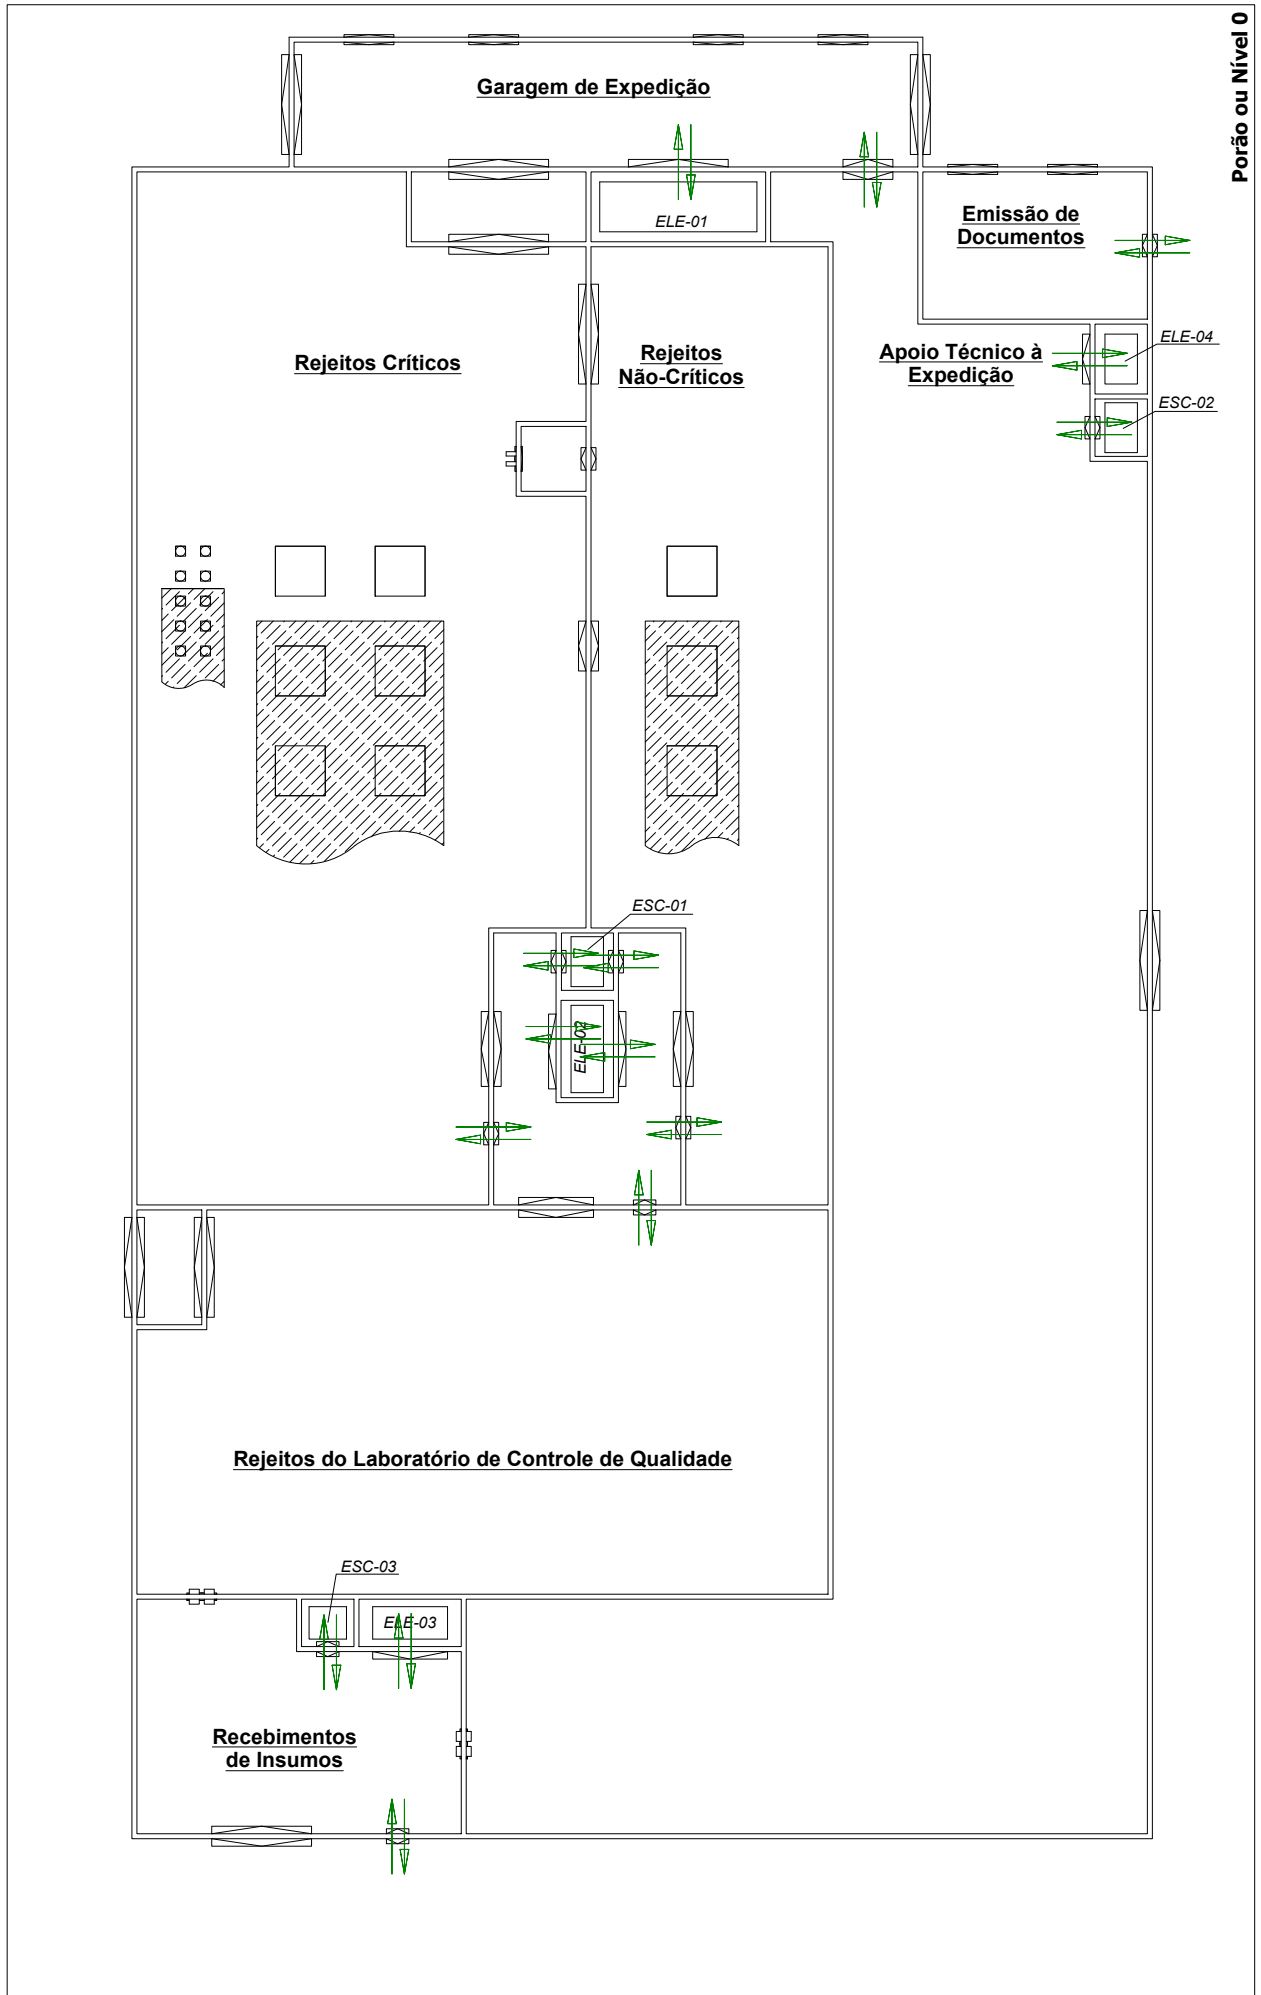 Porão ou Nível 0
Garagem de Expedição
ELE-01
Emissão de
Documentos
Rejeitos Críticos
Rejeitos
Não-Críticos
Apoio Técnico à
Expedição
ELE-04
ESC-02
ESC-01
ELE-02
Rejeitos do Laboratório de Controle de Qualidade
ESC-03
ELE-03
Recebimentos
de Insumos